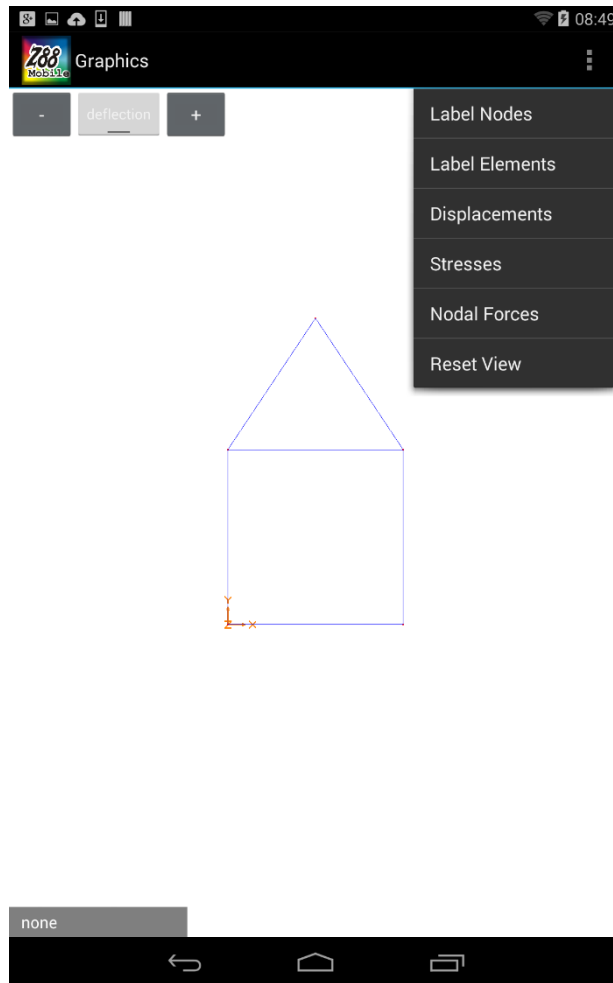 08:49
Z88
Mobile
Graphics
- deflection +
Label Nodes
Label Elements
Displacements
Stresses
Nodal Forces
Reset View
Y
Z X
none